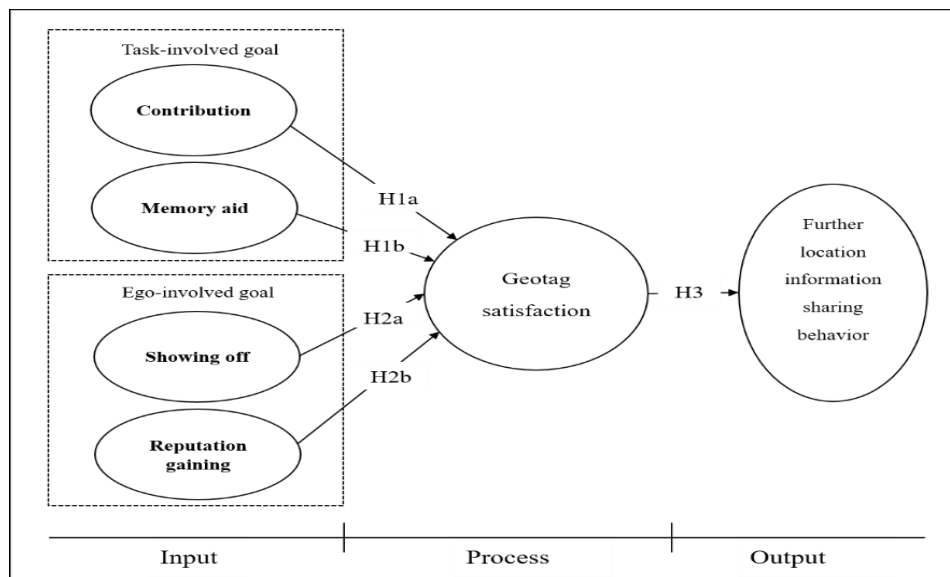 Task-involved goal
Contribution
Memory aid
Ego-involved goal
Showing off
Reputation
gaining
H1a
H1b
H2a
H2b
Geotag
satisfaction
H3
Further
location
information
sharing
behavior
Input
Process
Output